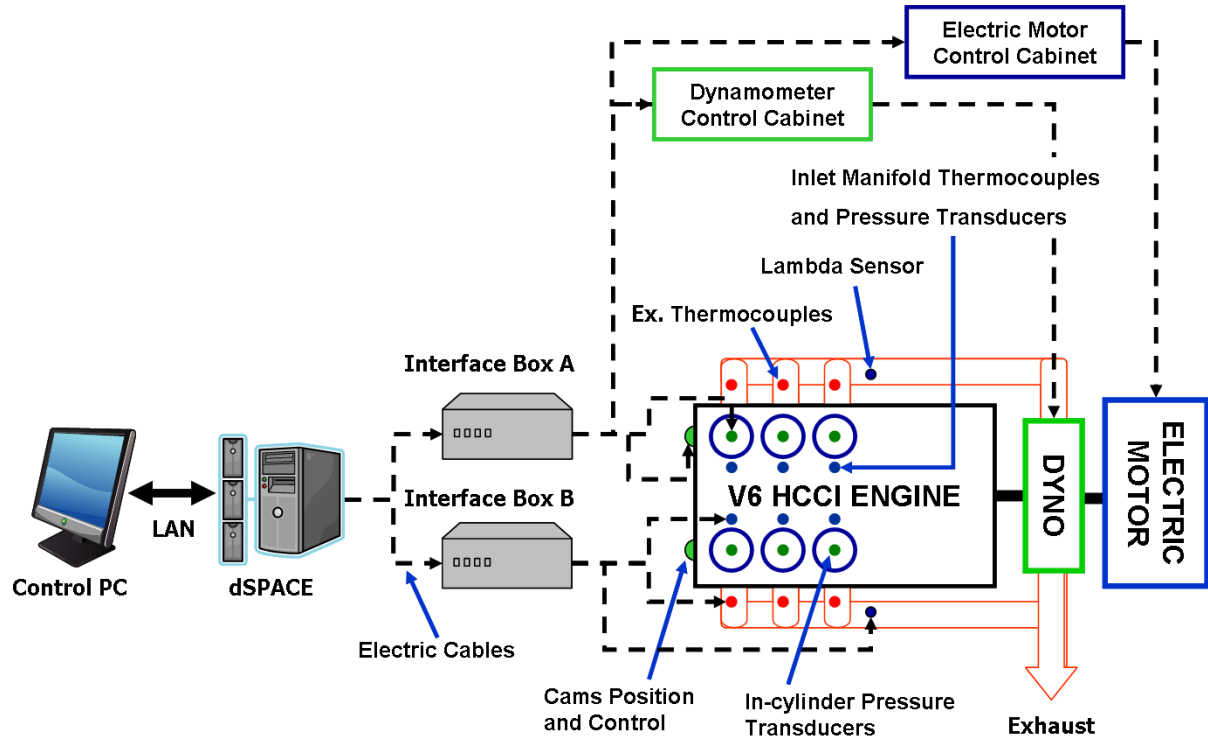 Electric Motor
Control Cabinet
Dynamometer
Control Cabinet
Inlet Manifold Thermocouples
and Pressure Transducers
Lambda Sensor
Ex. Thermocouples
Interface Box A
Interface Box B
V6 HCCI ENGINE
DYNO
ELECTRIC
MOTOR
LAN
Control PC
dSPACE
Electric Cables
Cams Position
and Control
In-cylinder Pressure
Transducers
Exhaust